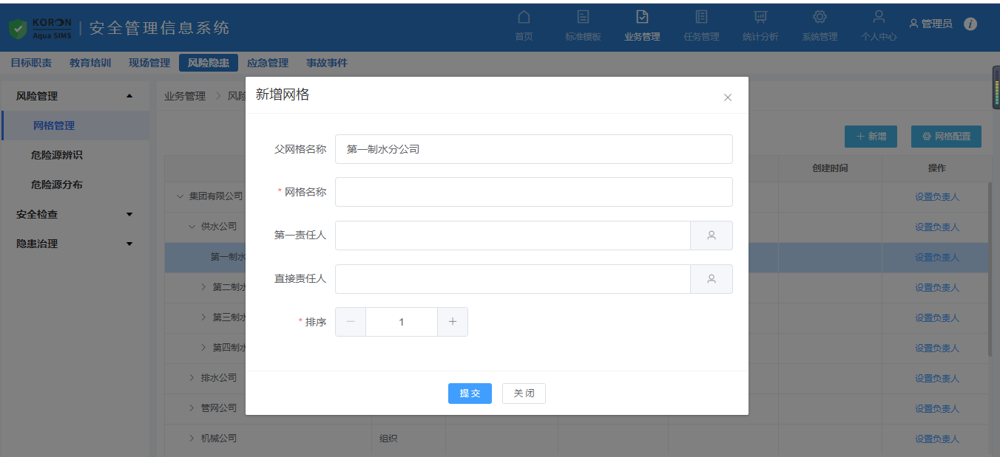 KORON
Aqua SIMS
安全管理信息系统
首页
标准模板
业务管理
任务管理
统计分析
系统管理
个人中心
管理员
目标职责
教育培训
现场管理
风险隐患
应急管理
事故事件
风险管理
网格管理
危险源辨识
危险源分布
安全检查
隐患治理
业务管理 > 风险
新增
网格配置
创建时间
操作
集团有限公司
设置负责人
供水公司
设置负责人
第一制水
设置负责人
第二制水
设置负责人
第三制水
设置负责人
第四制水
设置负责人
排水公司
设置负责人
管网公司
设置负责人
机械公司
组织
设置负责人
新增网格
父网格名称
第一制水分公司
* 网格名称
第一责任人
直接责任人
* 排序
1
提交
关闭